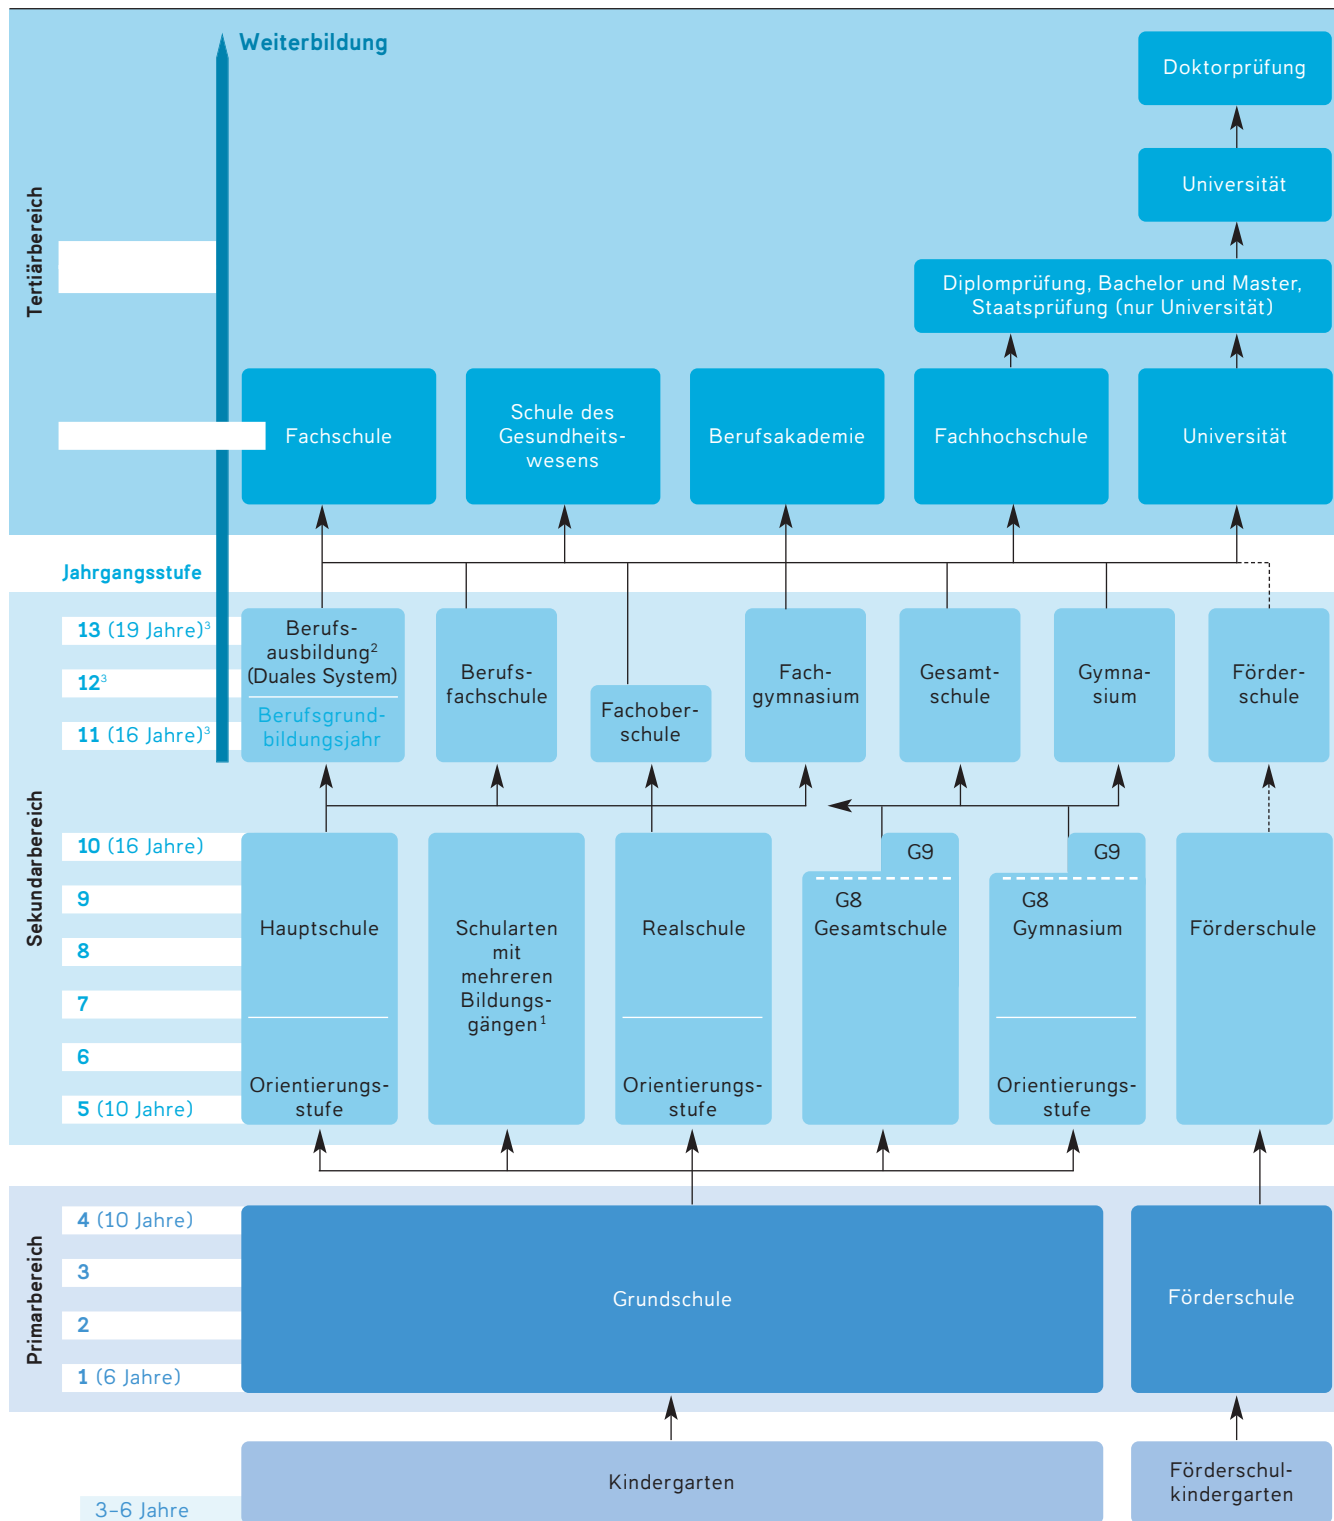 Weiterbildung
Doktorprüfung
Universität
Tertiärbereich
Diplomprüfung, Bachelor und Master,
Staatsprüfung (nur Universität)
Fachschule
Schule des
Gesundheits-
wesens
Berufsakademie
Fachhochschule
Universität
Jahrgangsstufe
13 (19 Jahre)³
12³
11 (16 Jahre)³
Berufs-
ausbildung²
(Duales System)
Berufsgrund-
bildungsjahr
Berufs-
fachschule
Fachober-
schule
Fach-
gymnasium
Gesamt-
schule
Gymna-
sium
Förder-
schule
Sekundarbereich
10 (16 Jahre)
9
8
7
6
5 (10 Jahre)
Hauptschule
Orientierungs-
stufe
Schularten
mit
mehreren
Bildungs-
gängen¹
Realschule
Orientierungs-
stufe
G9
G8
Gesamtschule
G9
G8
Gymnasium
Orientierungs-
stufe
Förderschule
Primarbereich
4 (10 Jahre)
3
2
1 (6 Jahre)
Grundschule
Förderschule
Kindergarten
Förderschul-
kindergarten
3–6 Jahre